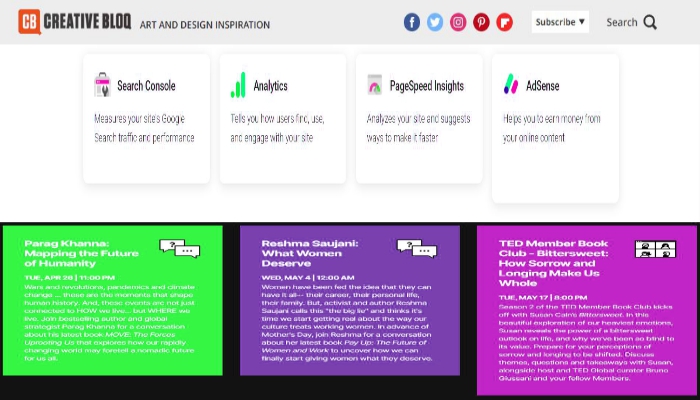 CB CREATIVE BLOQ ART AND DESIGN INSPIRATION
Subscribe ▼ Search
Search Console
Measures your site's Google
Search traffic and performance
Analytics
Tells you how users find, use,
and engage with your site
PageSpeed Insights
Analyzes your site and suggests
ways to make it faster
AdSense
Helps you to earn money from
your online content
Parag Khanna:
Mapping the Future
of Humanity
TUE, APR 26 | 11:00 PM
Wars and revolutions, pandemics and climate
change ... these are the moments that shape
human history. And, these events are not just
connected to HOW we live... but WHERE we
live. Join bestselling author and global
strategist Parag Khanna for a conversation
about his latest book MOVE: The Forces
Uprooting Us that explores how our rapidly
changing world may foretell a nomadic future
for us all.
Reshma Saujani:
What Women
Deserve
WED, MAY 4 | 12:00 AM
Women have been fed the idea that they can
have it all-- their career, their personal life,
their family. But, activist and author Reshma
Saujani calls this "the big lie" and thinks it's
time we start getting real about the way our
culture treats working women. In advance of
Mother's Day, join Reshma for a conversation
about her latest book Pay Up: The Future of
Women and Work to uncover how we can
finally start giving women what they deserve.
TED Member Book
Club - Bittersweet:
How Sorrow and
Longing Make Us
Whole
TUE, MAY 17 | 8:00 PM
Season 2 of the TED Member Book Club kicks
off with Susan Cain's Bittersweet. In this
beautiful exploration of our heaviest emotions,
Susan reveals the power of a bittersweet
outlook on life, and why we've been so blind to
its value. Prepare for your perceptions of
sorrow and longing to be shifted. Discuss
themes, questions and takeaways with Susan,
alongside host and TED Global curator Bruno
Giussani and your fellow Members.